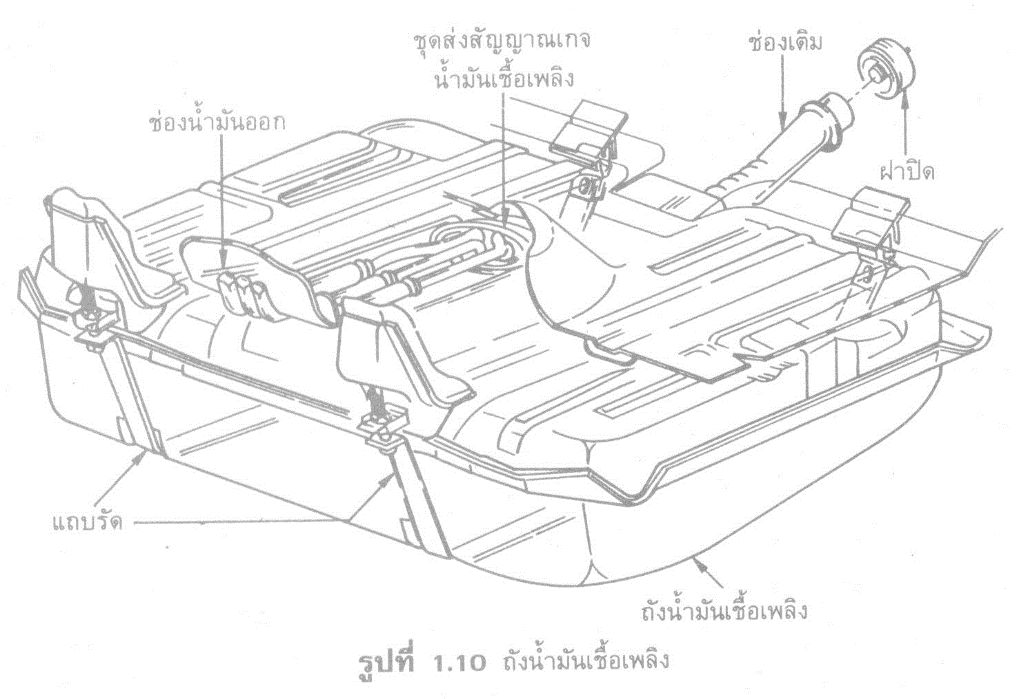 ชุดส่งสัญญาณเกจ
น้ำมันเชื้อเพลิง
ช่องเติม
ช่องน้ำมันออก
ฝาปิด
แถบรัด
ถังน้ำมันเชื้อเพลิง
รูปที่ 1.10 ถังน้ำมันเชื้อเพลิง